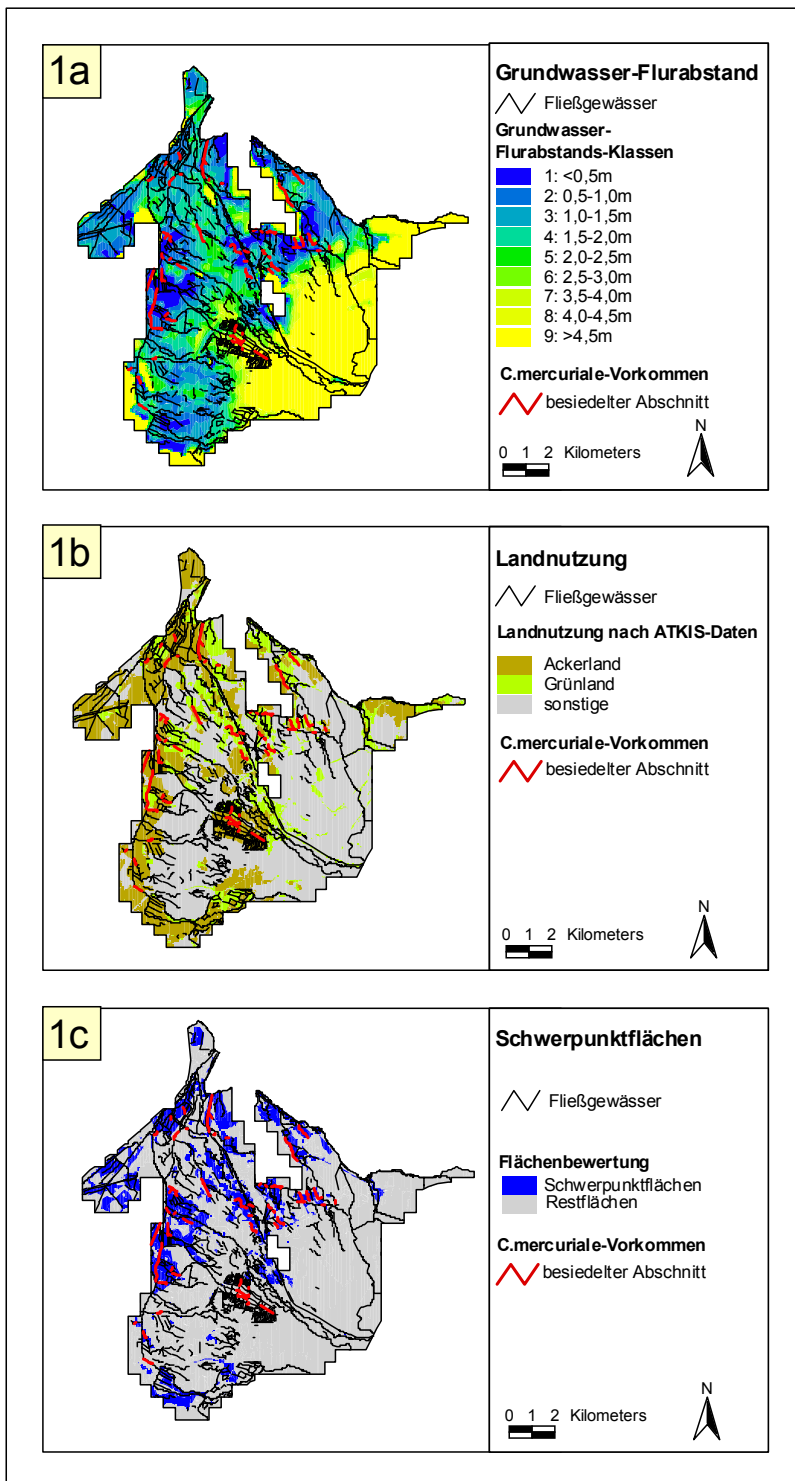 1a
Grundwasser-Flurabstand
Fließgewässer
Grundwasser-
Flurabstands-Klassen
1: <0,5m
2: 0,5-1,0m
3: 1,0-1,5m
4: 1,5-2,0m
5: 2,0-2,5m
6: 2,5-3,0m
7: 3,5-4,0m
8: 4,0-4,5m
9: >4,5m
C.mercuriale-Vorkommen
besiedelter Abschnitt
N
0 1 2 Kilometers
1b
Landnutzung
Fließgewässer
Landnutzung nach ATKIS-Daten
Ackerland
Grünland
sonstige
C.mercuriale-Vorkommen
besiedelter Abschnitt
N
0 1 2 Kilometers
1c
Schwerpunktflächen
Fließgewässer
Flächenbewertung
Schwerpunktflächen
Restflächen
C.mercuriale-Vorkommen
besiedelter Abschnitt
N
0 1 2 Kilometers